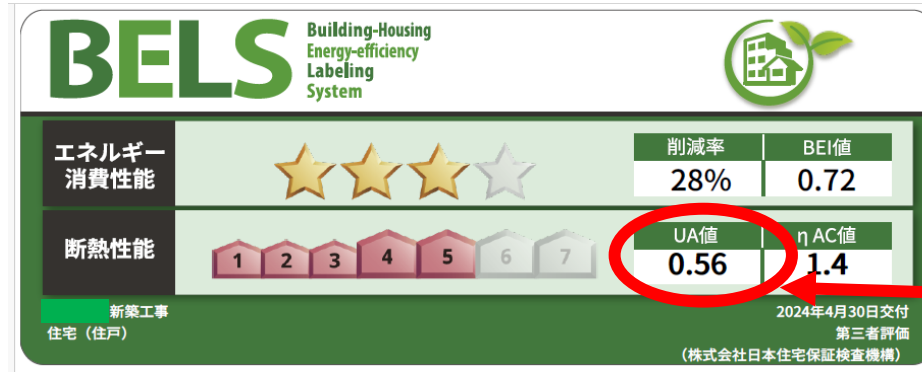 BELS
Building-Housing
Energy-efficiency
Labeling
System
エネルギー
消費性能
削減率 BEI値
28% 0.72
断熱性能
1 2 3 4 5 6 7
UA値 η AC値
0.56 1.4
新築工事
住宅（住戸）
2024年4月30日交付
第三者評価
（株式会社日本住宅保証検査機構）